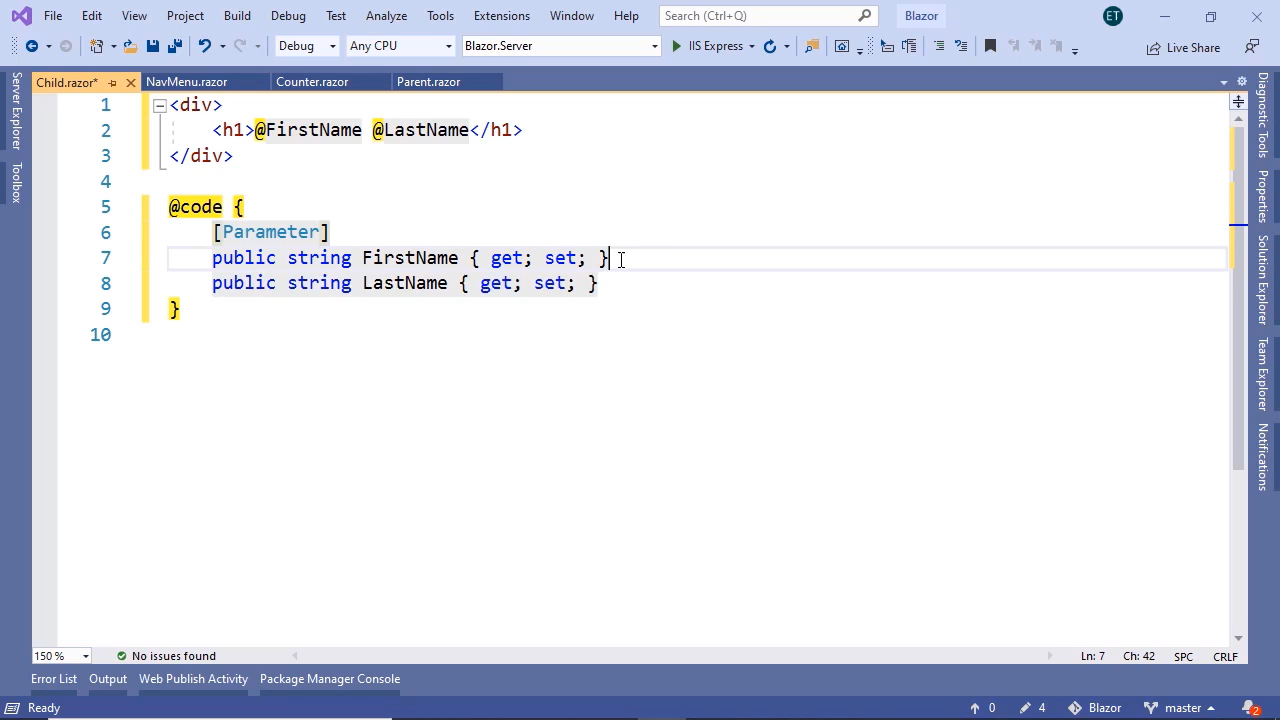 File Edit View Project Build Debug Test Analyze Tools Extensions Window Help Search (Ctrl+Q) Blazor ET
Debug Any CPU Blazor.Server IIS Express Live Share
Child.razor* NavMenu.razor Counter.razor Parent.razor
Server Explorer
Toolbox
1 <div>
2 <h1>@FirstName @LastName</h1>
3 </div>
4
5 @code {
6 [Parameter]
7 public string FirstName { get; set; }
8 public string LastName { get; set; }
9 }
10
Diagnostic Tools
Properties
Solution Explorer
Team Explorer
Notifications
150 % No issues found Ln: 7 Ch: 42 SPC CRLF
Error List Output Web Publish Activity Package Manager Console
Ready 0 4 Blazor master 2